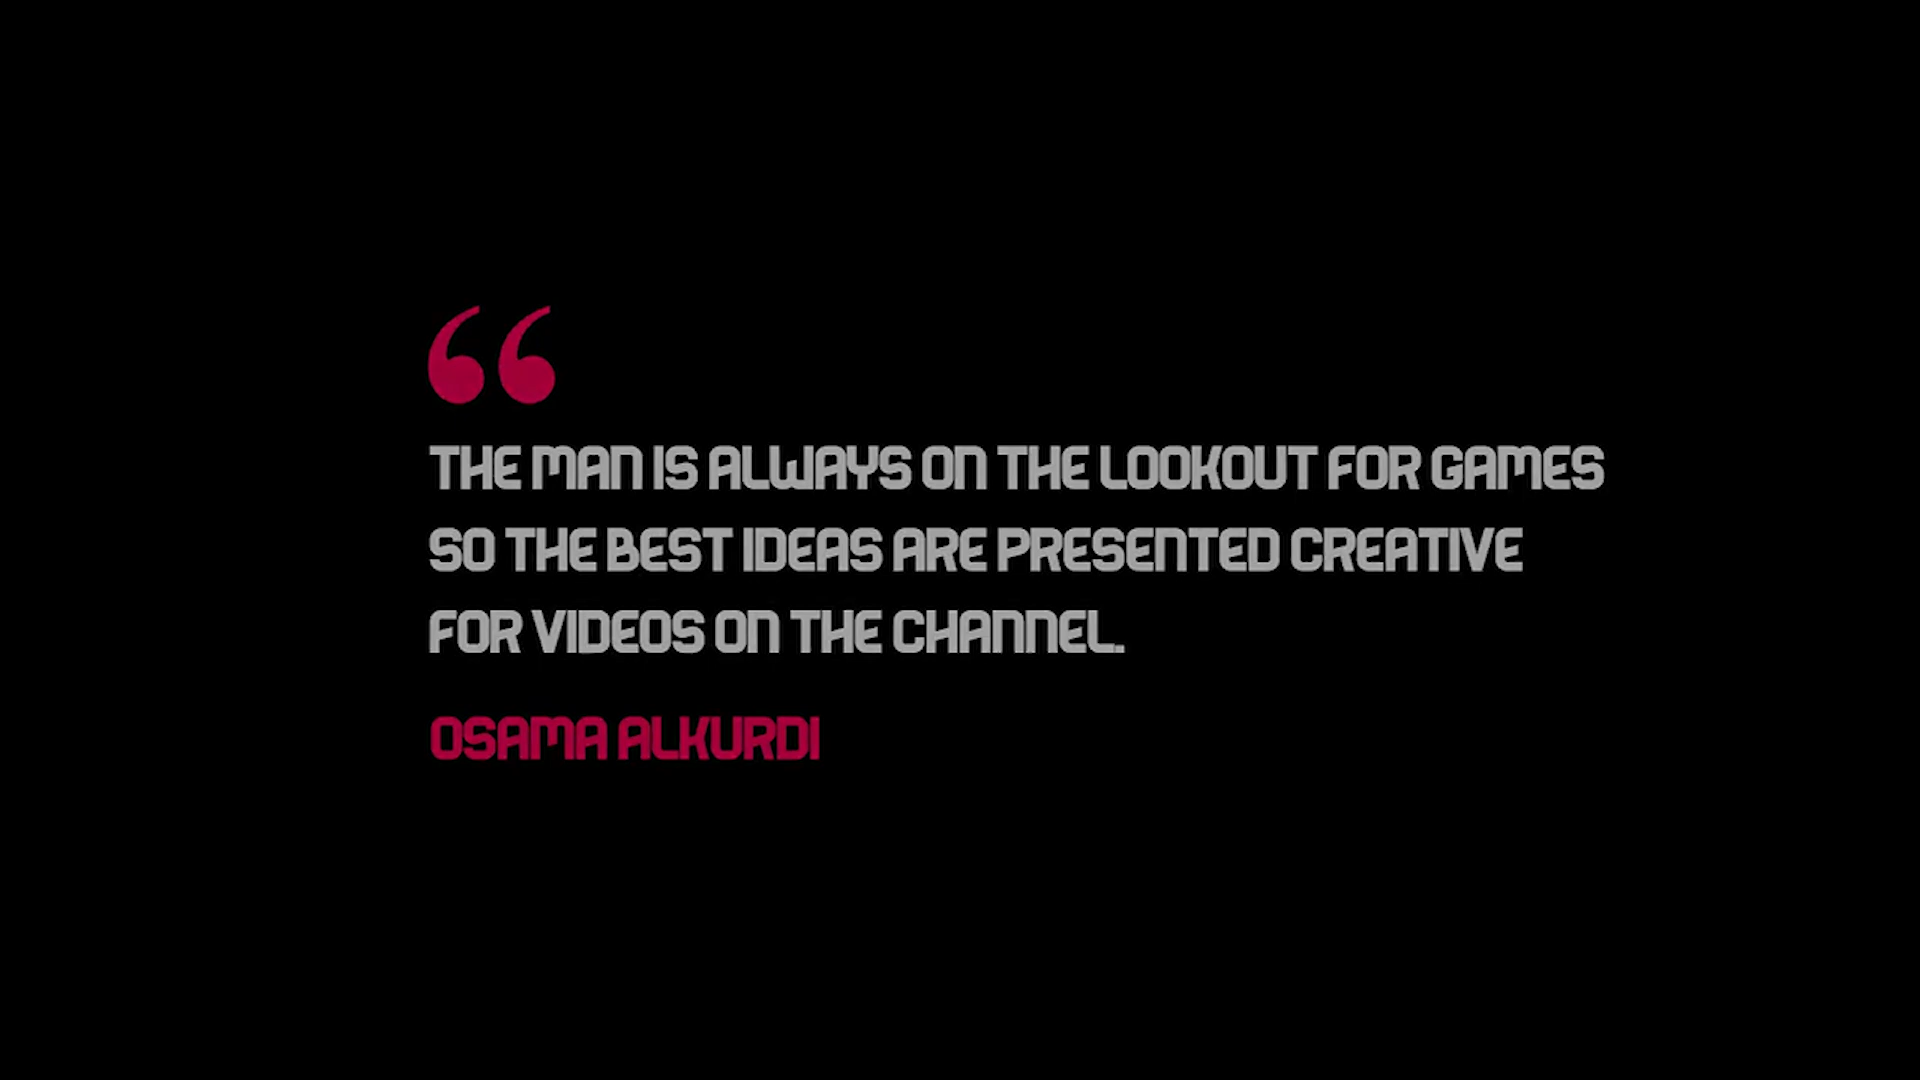 “
THE MAN IS ALWAYS ON THE LOOKOUT FOR GAMES
SO THE BEST IDEAS ARE PRESENTED CREATIVE
FOR VIDEOS ON THE CHANNEL.
OSAMA ALKURDI